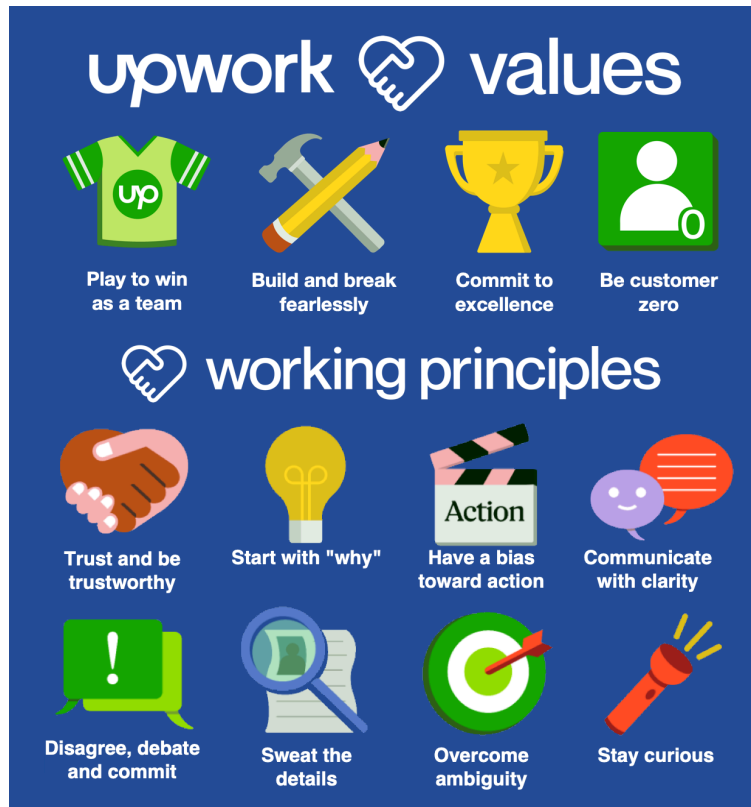 upwork values
up
0
Play to win
as a team
Build and break
fearlessly
Commit to
excellence
Be customer
zero
working principles
Action
Trust and be
trustworthy
Start with "why"
Have a bias
toward action
Communicate
with clarity
!
Disagree, debate
and commit
Sweat the
details
Overcome
ambiguity
Stay curious